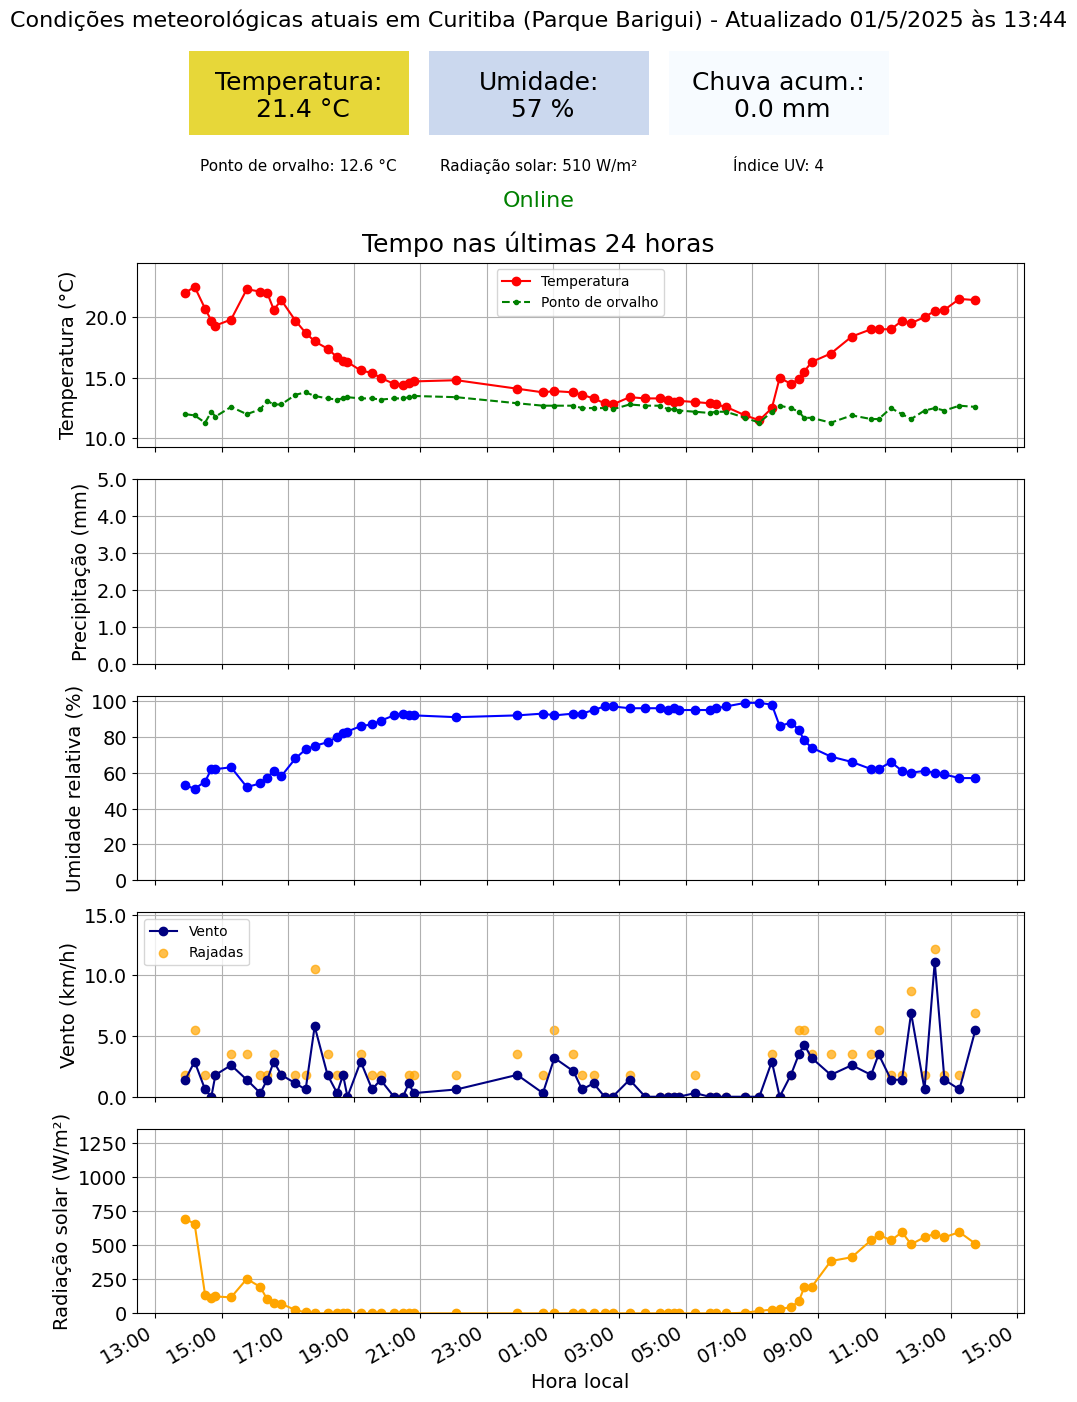 Condições meteorológicas atuais em Curitiba (Parque Barigui) - Atualizado 01/5/2025 às 13:44
Temperatura:
21.4 °C
Umidade:
57 %
Chuva acum.:
0.0 mm
Ponto de orvalho: 12.6 °C
Radiação solar: 510 W/m²
Índice UV: 4
Online
Tempo nas últimas 24 horas
Temperatura (°C)
20.0
15.0
10.0
Temperatura
Ponto de orvalho
Precipitação (mm)
5.0
4.0
3.0
2.0
1.0
0.0
Umidade relativa (%)
100
80
60
40
20
0
Vento (km/h)
15.0
10.0
5.0
0.0
Vento
Rajadas
Radiação solar (W/m²)
1250
1000
750
500
250
0
13:00
15:00
17:00
19:00
21:00
23:00
01:00
03:00
05:00
07:00
09:00
11:00
13:00
15:00
Hora local